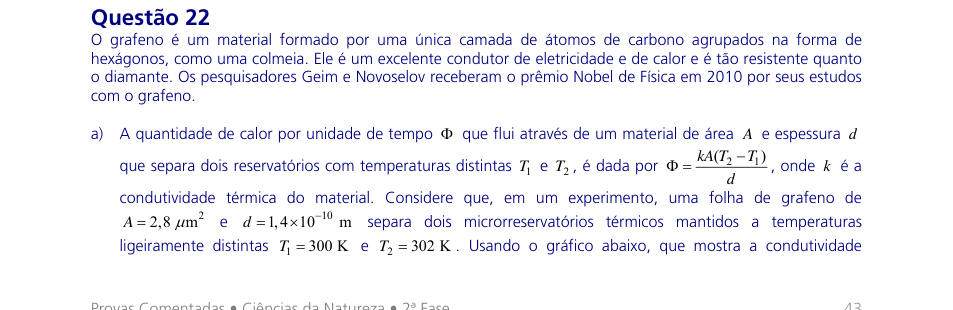 Questão 22
O grafeno é um material formado por uma única camada de átomos de carbono agrupados na forma de
hexágonos, como uma colmeia. Ele é um excelente condutor de eletricidade e de calor e é tão resistente quanto
o diamante. Os pesquisadores Geim e Novoselov receberam o prêmio Nobel de Física em 2010 por seus estudos
com o grafeno.
a) A quantidade de calor por unidade de tempo Φ que flui através de um material de área A e espessura d
que separa dois reservatórios com temperaturas distintas T₁ e T₂, é dada por Φ = kA(T₂ − T₁)/d, onde k é a
condutividade térmica do material. Considere que, em um experimento, uma folha de grafeno de
A = 2,8 μm² e d = 1,4×10⁻¹⁰ m separa dois microrreservatórios térmicos mantidos a temperaturas
ligeiramente distintas T₁ = 300 K e T₂ = 302 K. Usando o gráfico abaixo, que mostra a condutividade
Provas Comentadas • Ciências da Natureza • 2ª Fase 43